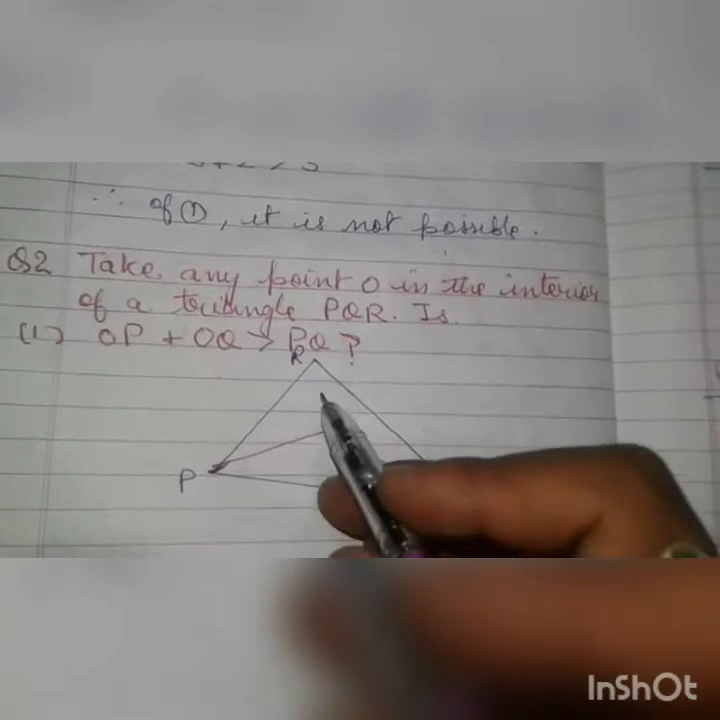 ∴ of ①, it is not possible.
Q2 Take any point O in the interior
of a triangle PQR. Is
(1) OP + OQ > PQ?
R
P
InShOt